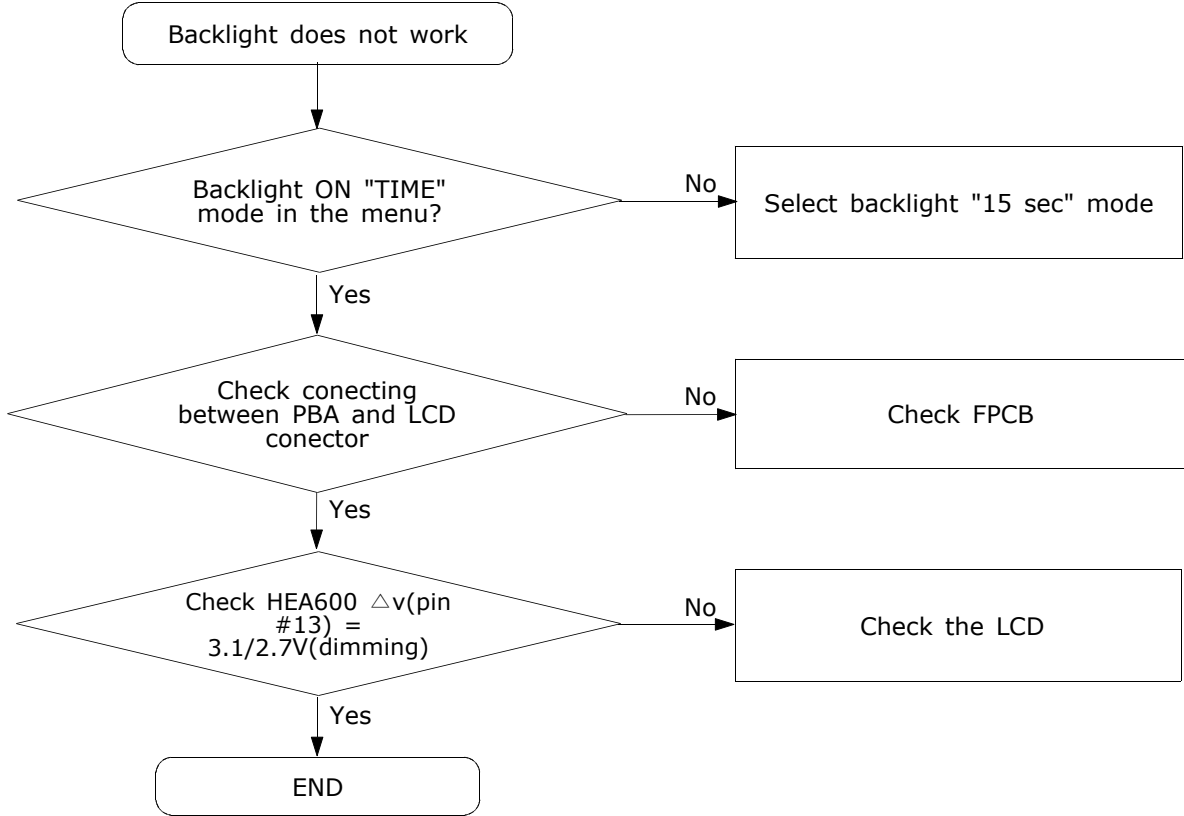 Backlight does not work
Backlight ON "TIME"
mode in the menu?
No
Select backlight "15 sec" mode
Yes
Check conecting
between PBA and LCD
conector
No
Check FPCB
Yes
Check HEA600 △v(pin
#13) =
3.1/2.7V(dimming)
No
Check the LCD
Yes
END